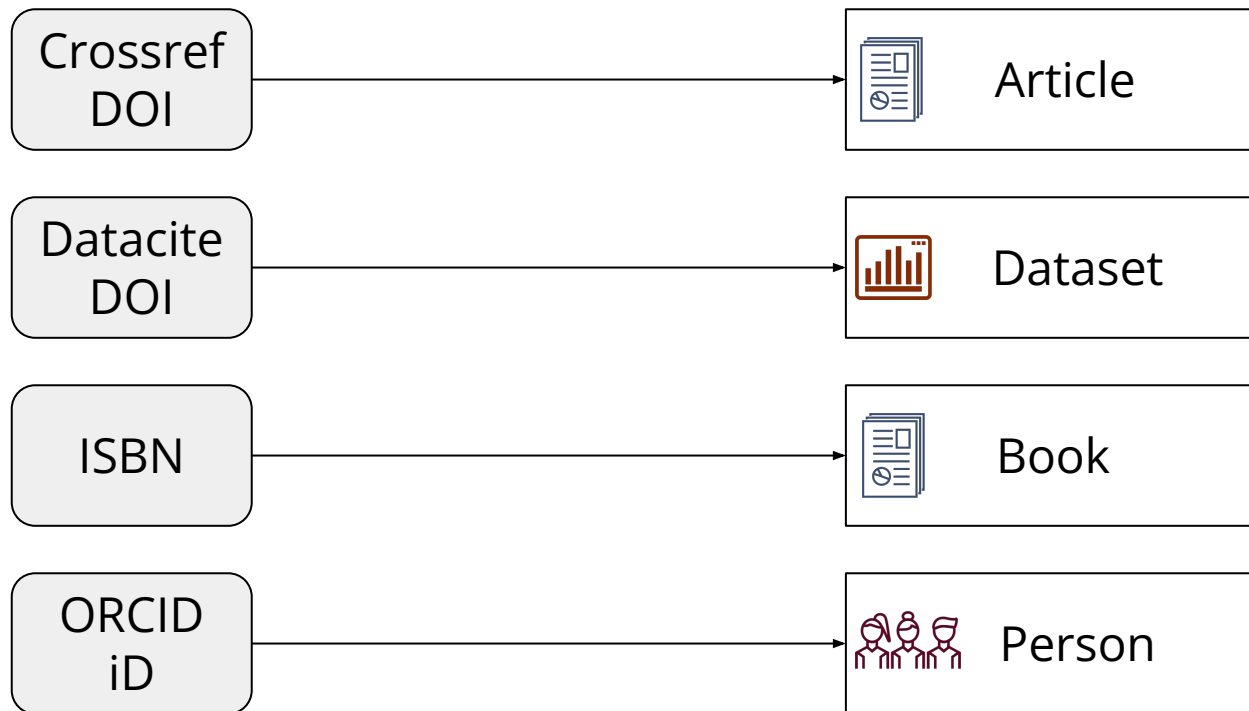 Crossref
DOI
Article
Datacite
DOI
Dataset
ISBN
Book
ORCID
iD
Person